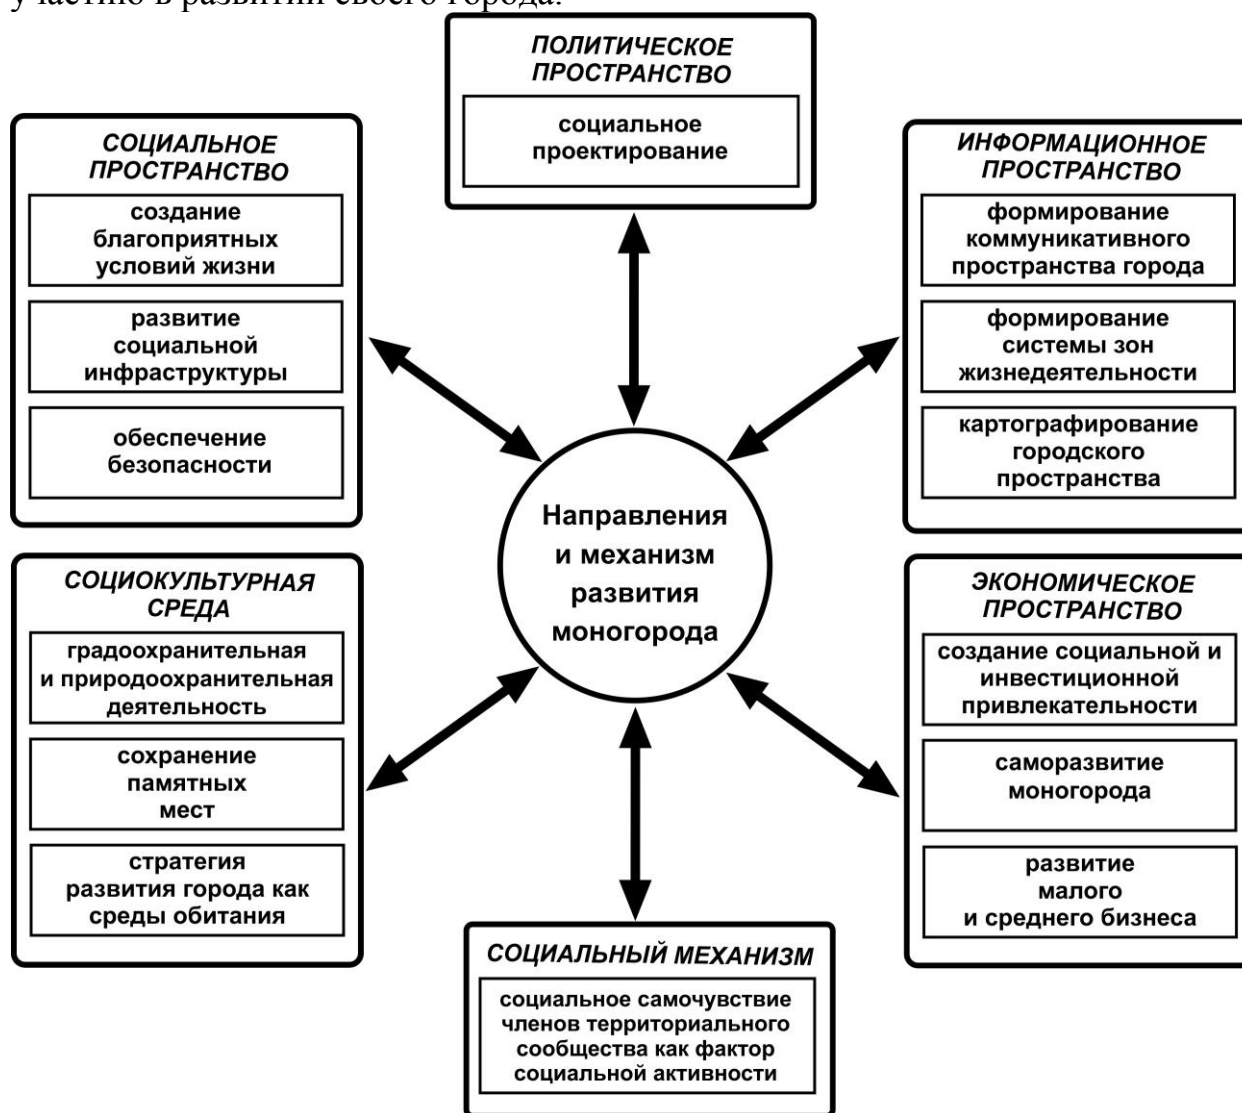 участию в развитии своего города.
ПОЛИТИЧЕСКОЕ
ПРОСТРАНСТВО
социальное
проектирование
СОЦИАЛЬНОЕ
ПРОСТРАНСТВО
создание
благоприятных
условий жизни
развитие
социальной
инфраструктуры
обеспечение
безопасности
ИНФОРМАЦИОННОЕ
ПРОСТРАНСТВО
формирование
коммуникативного
пространства города
формирование
системы зон
жизнедеятельности
картографирование
городского
пространства
Направления
и механизм
развития
моногорода
СОЦИОКУЛЬТУРНАЯ
СРЕДА
градоохранительная
и природоохранительная
деятельность
сохранение
памятных
мест
стратегия
развития города как
среды обитания
ЭКОНОМИЧЕСКОЕ
ПРОСТРАНСТВО
создание социальной и
инвестиционной
привлекательности
саморазвитие
моногорода
развитие
малого
и среднего бизнеса
СОЦИАЛЬНЫЙ МЕХАНИЗМ
социальное самочувствие
членов территориального
сообщества как фактор
социальной активности